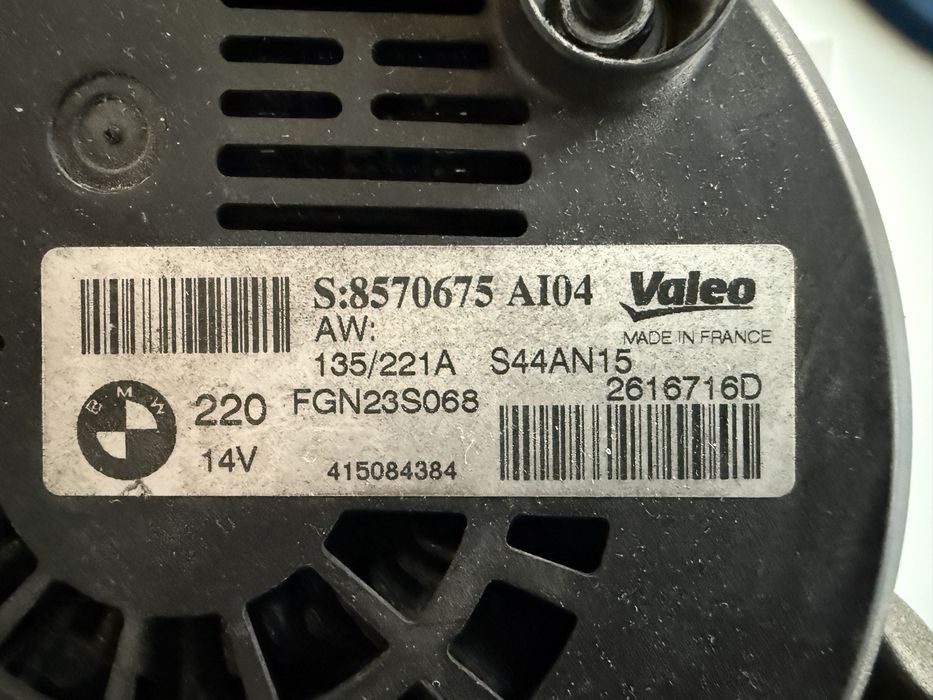 S:8570675 AI04 Valeo
AW:
MADE IN FRANCE
135/221A S44AN15
2616716D
BMW
220 FGN23S068
14V
415084384